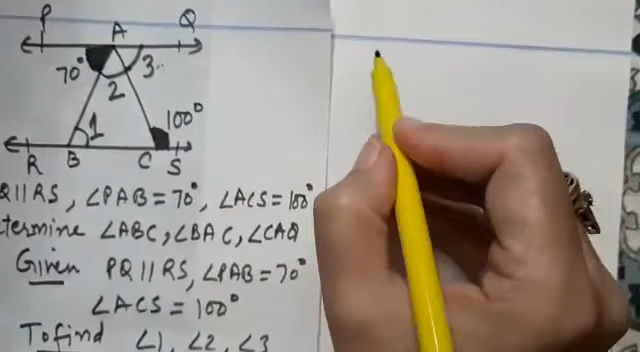 P Q
A
70° 3
2
1 100°
R B C S
PQ || RS, ∠PAB = 70°, ∠ACS = 100°
∠ABC, ∠BAC, ∠CAQ
Given PQ || RS, ∠PAB = 70°
∠ACS = 100°
To find ∠1, ∠2, ∠3